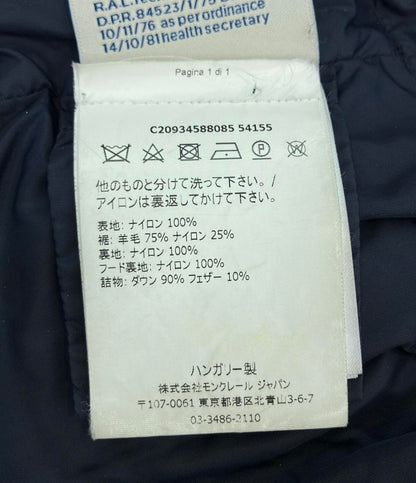 D.P.R. 84523/1/75
10/11/76 as perordinance
14/10/81 health secretary
Pagina 1 di 1
C20934588085 54155
他のものと分けて洗って下さい。/
アイロンは裏返してかけて下さい。
表地: ナイロン 100%
裾: 羊毛 75% ナイロン 25%
裏地: ナイロン 100%
フード裏地: ナイロン 100%
詰物: ダウン 90% フェザー 10%
ハンガリー製
株式会社モンクレール ジャパン
〒107-0061 東京都港区北青山3-6-7
03-3486-2110